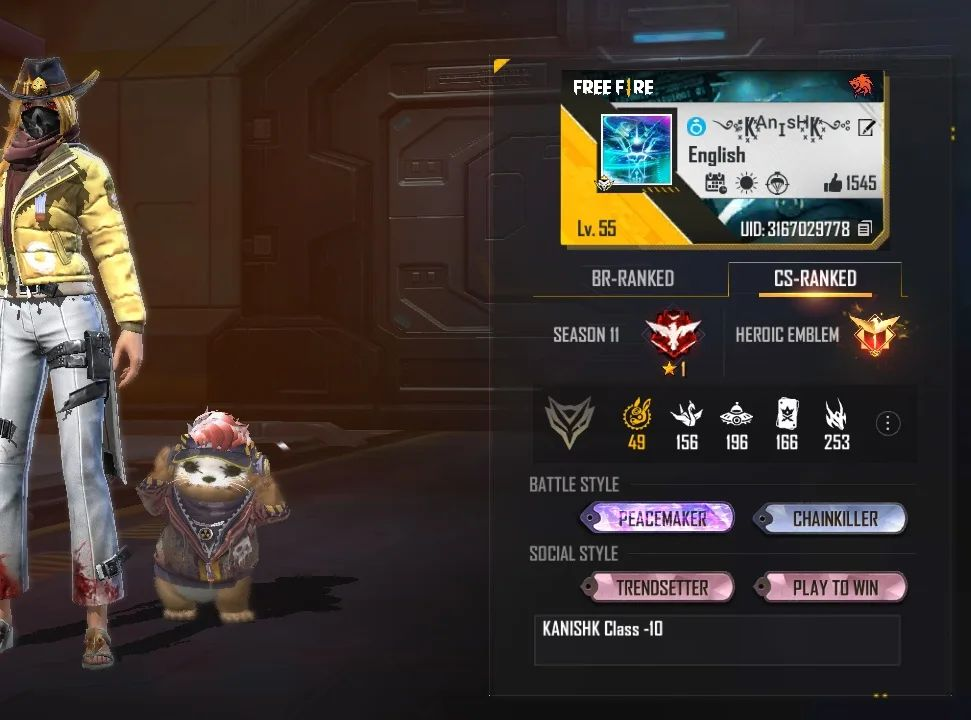 FREE FIRE
KAnIsHK
English
1545
Lv. 55
UID: 3167029778
BR-RANKED
CS-RANKED
SEASON 11
HEROIC EMBLEM
1
49
156
196
166
253
BATTLE STYLE
PEACEMAKER
CHAINKILLER
SOCIAL STYLE
TRENDSETTER
PLAY TO WIN
KANISHK Class -10